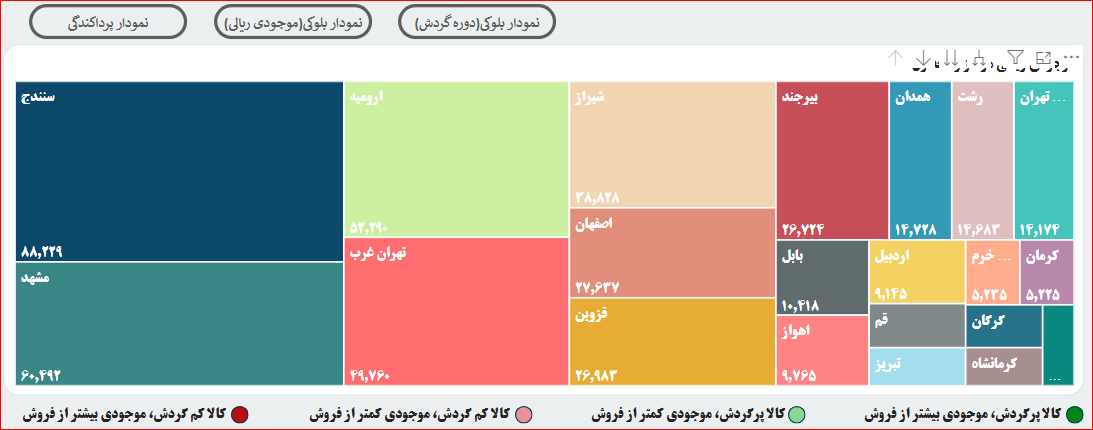 نمودار بلوکی(دوره گردش)
نمودار بلوکی(موجودی ریالی)
نمودار پرداکندگی
سنندج
۸۸,۲۲۹
مشهد
۶۰,۴۹۲
ارومیه
۵۲,۲۹۰
تهران غرب
۴۹,۷۶۰
شیراز
۳۸,۸۲۸
اصفهان
۲۷,۶۳۷
قزوین
۲۶,۹۸۳
بیرجند
۲۶,۷۲۴
همدان
۱۴,۷۲۸
رشت
۱۴,۶۸۳
تهران ...
۱۴,۱۷۴
بابل
۱۰,۴۱۸
اهواز
۹,۷۶۵
اردبیل
۹,۱۴۵
خرم ...
۵,۲۳۵
کرمان
۵,۲۲۵
قم
تبریز
گرگان
کرمانشاه
...
کالا پرگردش، موجودی بیشتر از فروش
کالا پرگردش، موجودی کمتر از فروش
کالا کم گردش، موجودی کمتر از فروش
کالا کم گردش، موجودی بیشتر از فروش